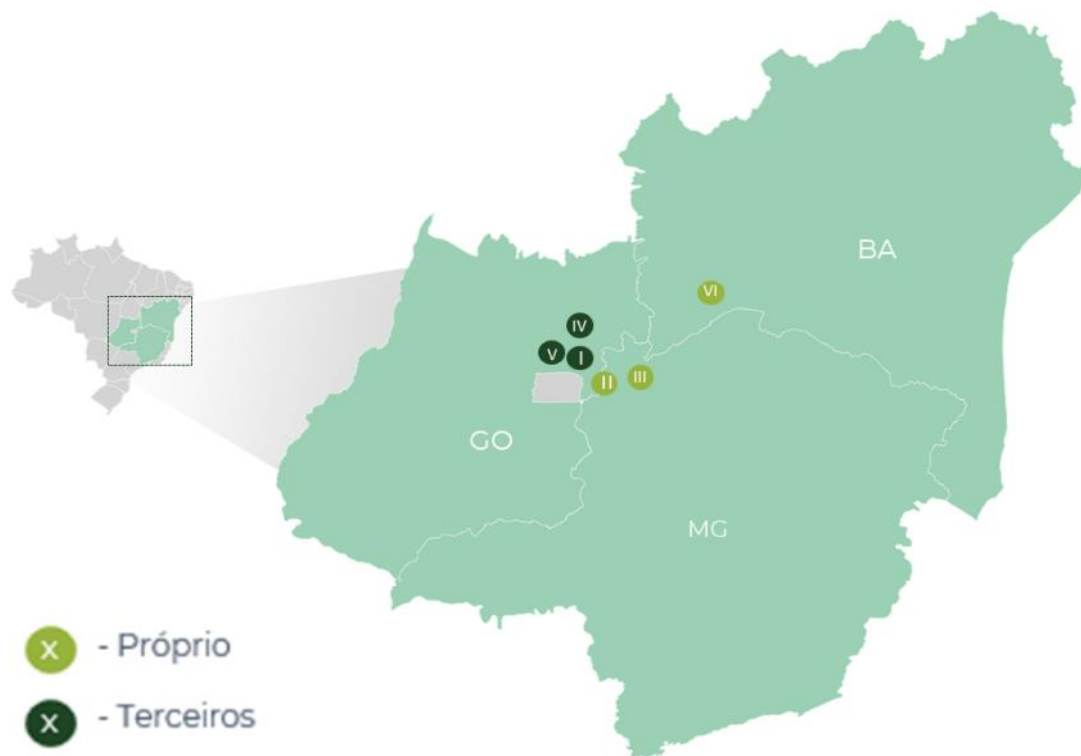 BA
VI
IV
V
I
II
III
GO
MG
X - Próprio
X - Terceiros